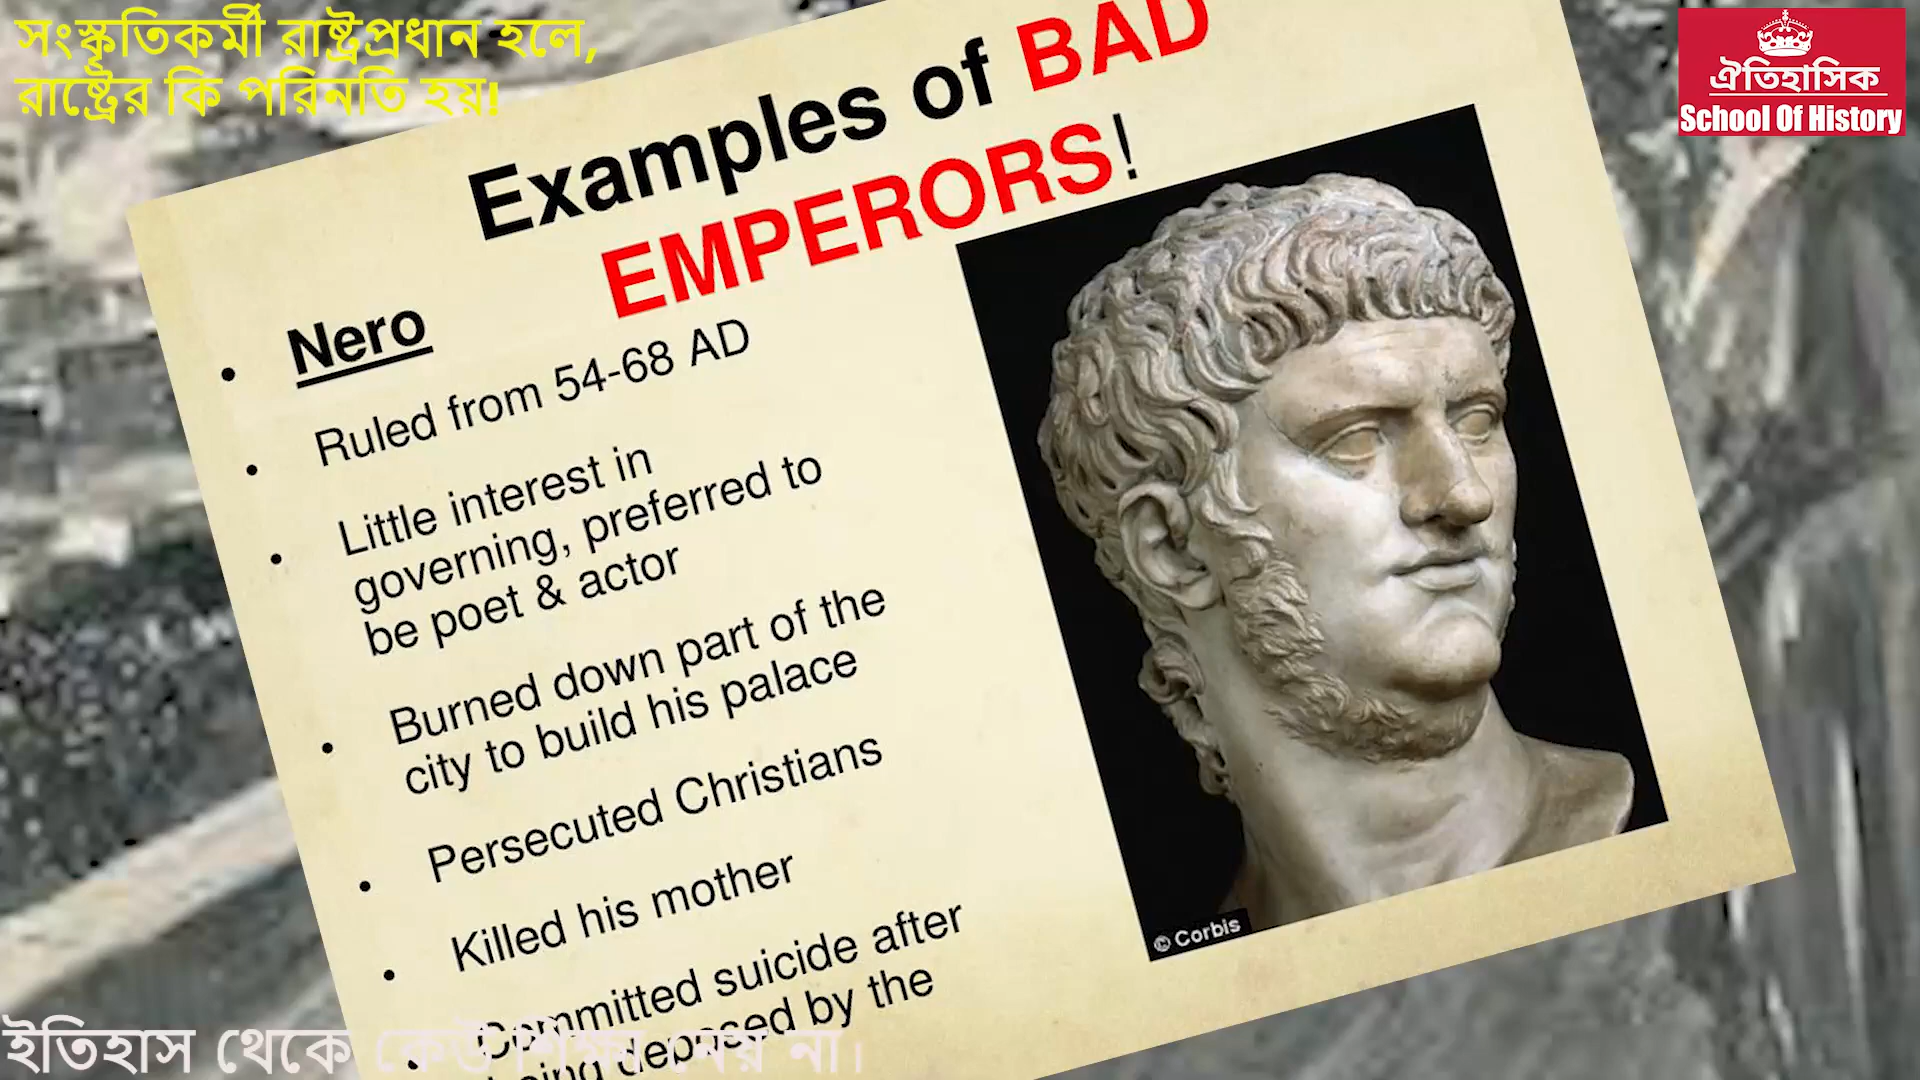 সংস্কৃতিকর্মী রাষ্ট্রপ্রধান হলে,
রাষ্ট্রের কি পরিনতি হয়!
ঐতিহাসিক
School Of History
Examples of BAD
EMPERORS!
• Nero
• Ruled from 54-68 AD
• Little interest in
governing, preferred to
be poet & actor
• Burned down part of the
city to build his palace
• Persecuted Christians
• Killed his mother
• Committed suicide after
being deposed by the
© Corbis
ইতিহাস থেকে কেউ শিক্ষা নেয় না।